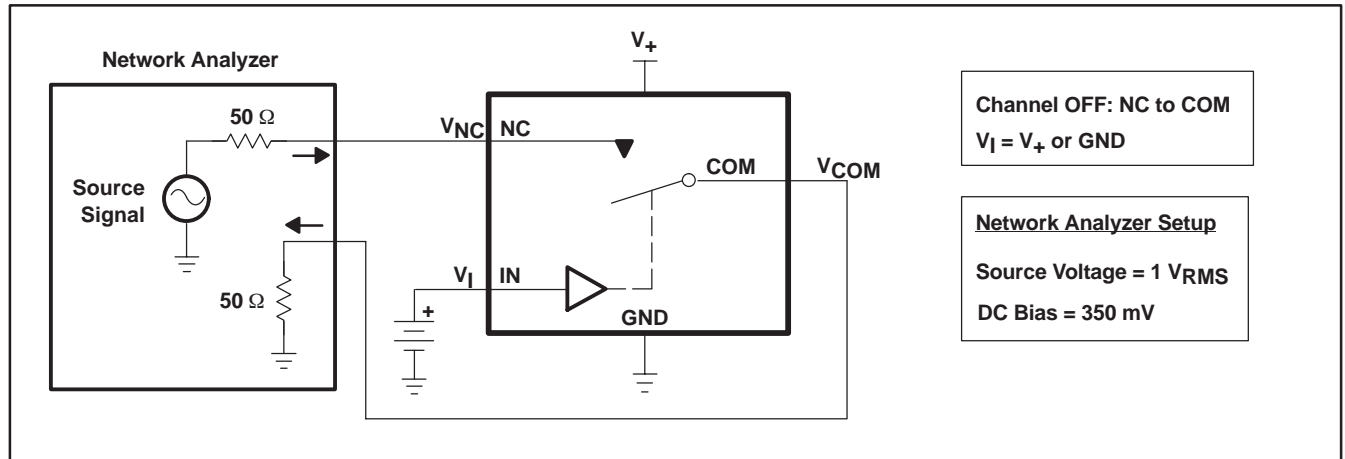 Network Analyzer
50 Ω
Source
Signal
50 Ω
V+
VNC NC
COM VCOM
VI IN
+
GND
Channel OFF: NC to COM
VI = V+ or GND
Network Analyzer Setup
Source Voltage = 1 VRMS
DC Bias = 350 mV